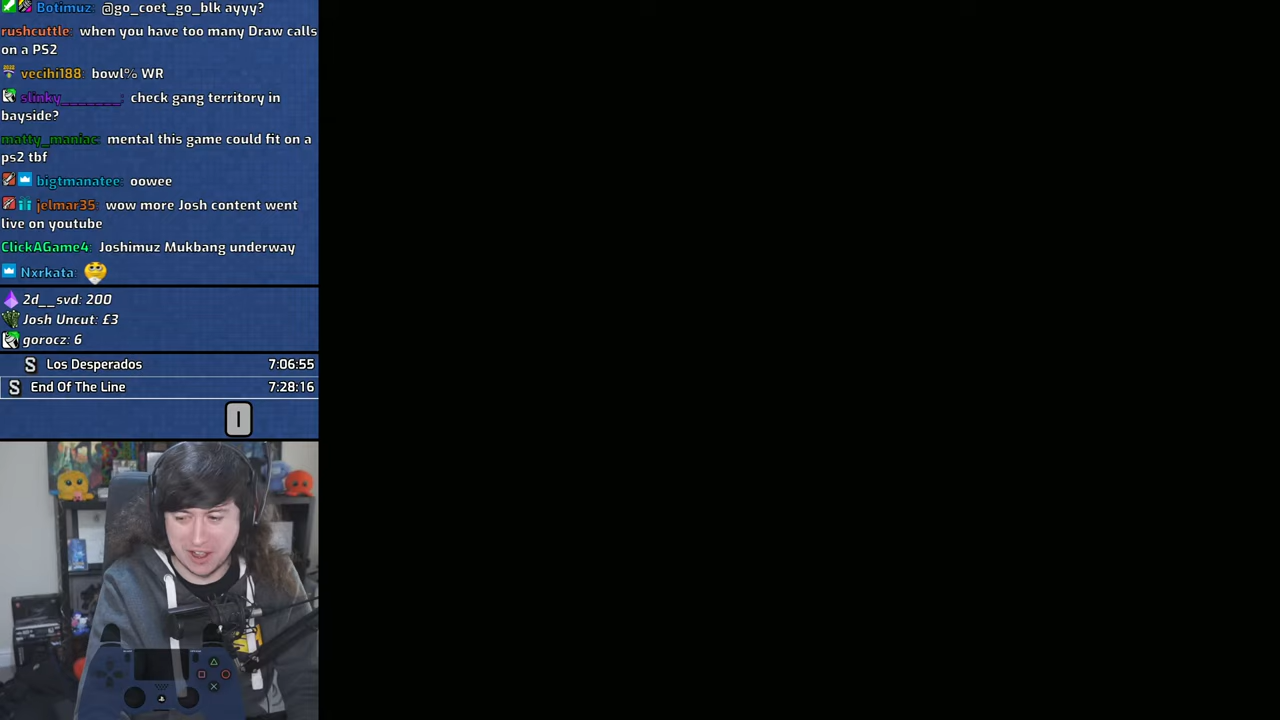 Botimuz: @go_coet_go_blk ayyy?
rushcuttle: when you have too many Draw calls
on a PS2
vecihi188: bowl% WR
slinky_______: check gang territory in
bayside?
matty_maniac: mental this game could fit on a
ps2 tbf
bigtmanatee: oowee
jelmar35: wow more Josh content went
live on youtube
ClickAGame4: Joshimuz Mukbang underway
Nxrkata:
2d__svd: 200
Josh Uncut: £3
gorocz: 6
S Los Desperados 7:06:55
S End Of The Line 7:28:16
I